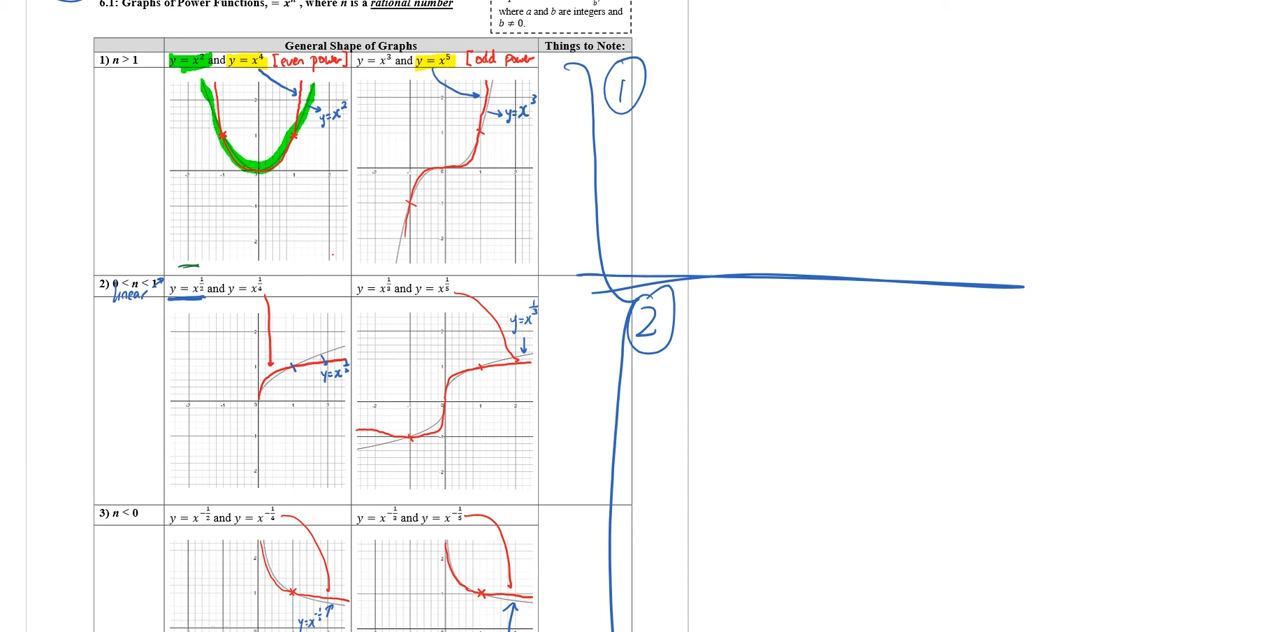 6.1: Graphs of Power Functions, = xⁿ, where n is a rational number
where a and b are integers and
b ≠ 0.
General Shape of Graphs
Things to Note:
1) n > 1
y = x² and y = x⁴ [even power]
y = x³ and y = x⁵ [odd power
y=x²
y=x³
1
2) 0 < n < 1
linear
y = x^{1/2} and y = x^{1/4}
y = x^{1/3} and y = x^{1/5}
2
y=x^{1/3}
y=x^{1/2}
3) n < 0
y = x^{-1/2} and y = x^{-1/4}
y = x^{-1/3} and y = x^{-1/5}
y=x^{-1/2}